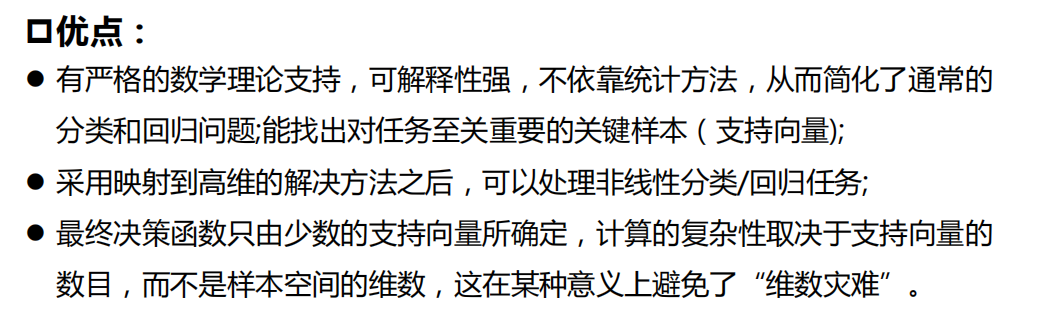 优点：
● 有严格的数学理论支持，可解释性强，不依靠统计方法，从而简化了通常的
分类和回归问题;能找出对任务至关重要的关键样本（支持向量);
● 采用映射到高维的解决方法之后，可以处理非线性分类/回归任务;
● 最终决策函数只由少数的支持向量所确定，计算的复杂性取决于支持向量的
数目，而不是样本空间的维数，这在某种意义上避免了“维数灾难”。